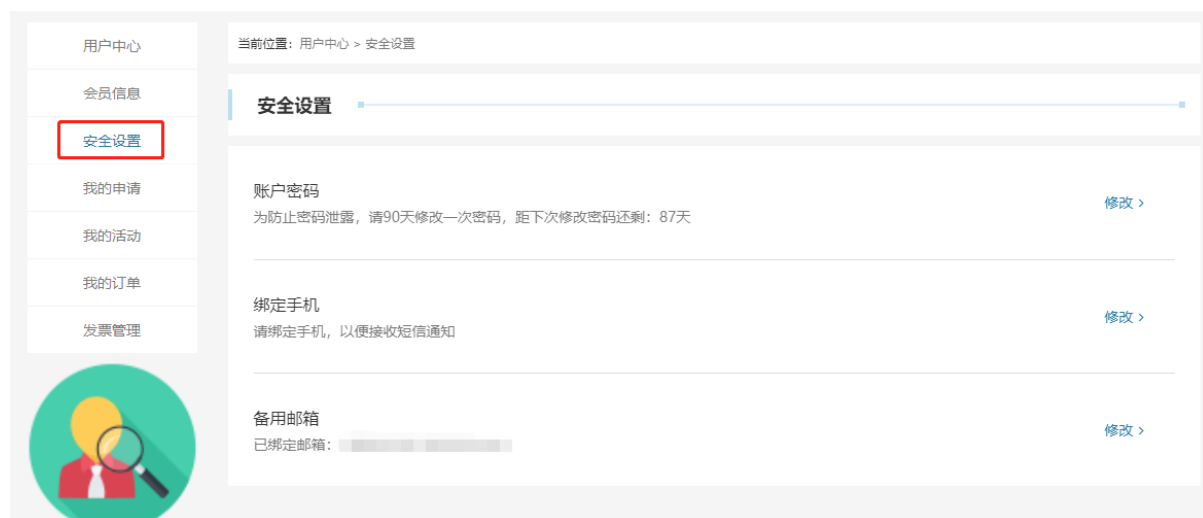 用户中心
会员信息
安全设置
我的申请
我的活动
我的订单
发票管理
当前位置：用户中心 > 安全设置
安全设置
账户密码
为防止密码泄露，请90天修改一次密码，距下次修改密码还剩：87天
修改 >
绑定手机
请绑定手机，以便接收短信通知
修改 >
备用邮箱
已绑定邮箱：
修改 >